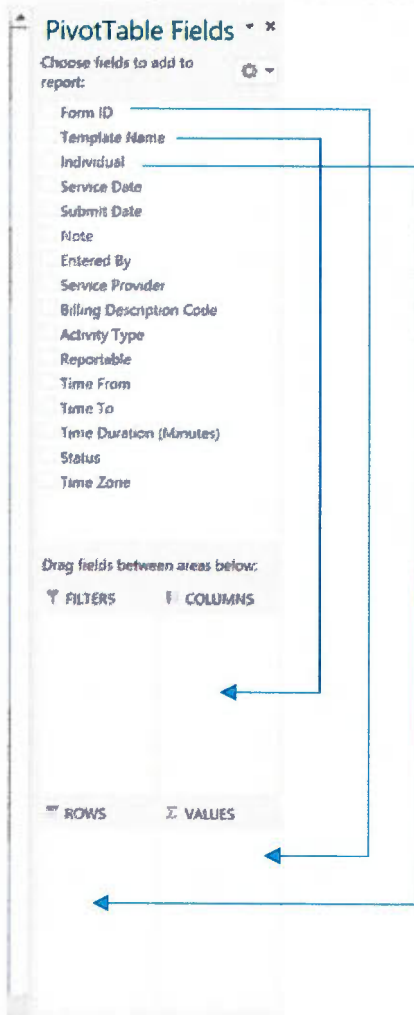 PivotTable Fields
Choose fields to add to
report:
Form ID
Template Name
Individual
Service Date
Submit Date
Note
Entered By
Service Provider
Billing Description Code
Activity Type
Reportable
Time From
Time To
Time Duration (Minutes)
Status
Time Zone
Drag fields between areas below:
FILTERS
COLUMNS
ROWS
Σ VALUES